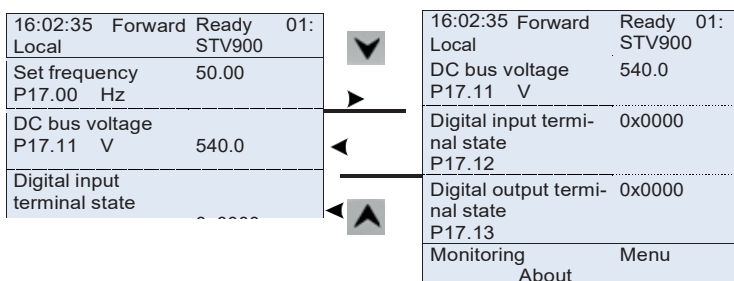 16:02:35 Forward Ready 01:
Local STV900
Set frequency 50.00
P17.00 Hz
DC bus voltage
P17.11 V 540.0
Digital input
terminal state
16:02:35 Forward Ready 01:
Local STV900
DC bus voltage 540.0
P17.11 V
Digital input termi- 0x0000
nal state
P17.12
Digital output termi- 0x0000
nal state
P17.13
Monitoring Menu
About